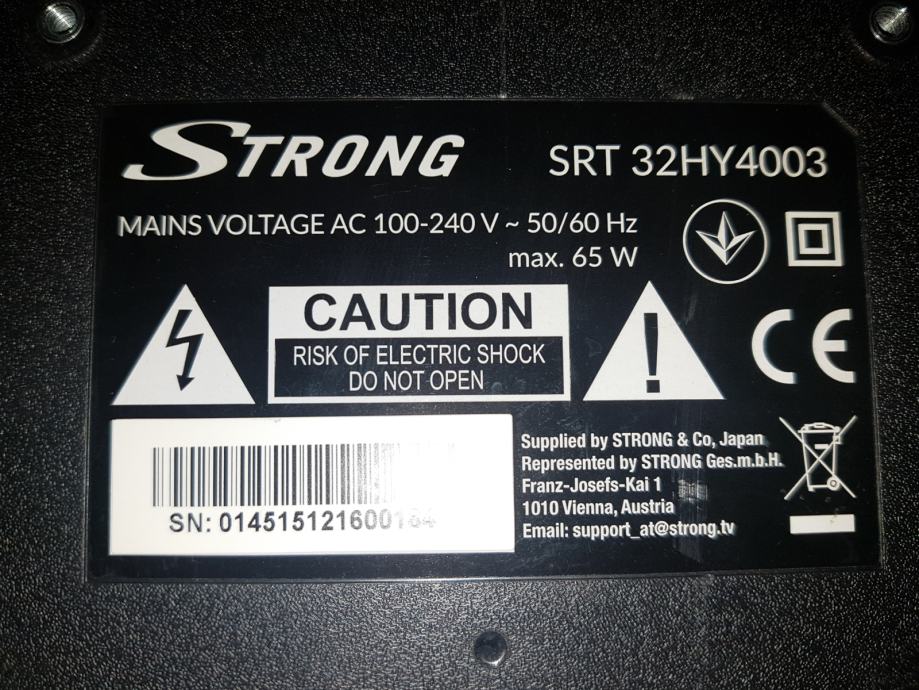 STRONG
SRT 32HY4003
MAINS VOLTAGE AC 100-240 V ~ 50/60 Hz
max. 65 W
CAUTION
RISK OF ELECTRIC SHOCK
DO NOT OPEN
CE
SN:
Supplied by STRONG & Co, Japan
Represented by STRONG Ges.m.b.H.
Franz-Josefs-Kai 1
1010 Vienna, Austria
Email: support_at@strong.tv